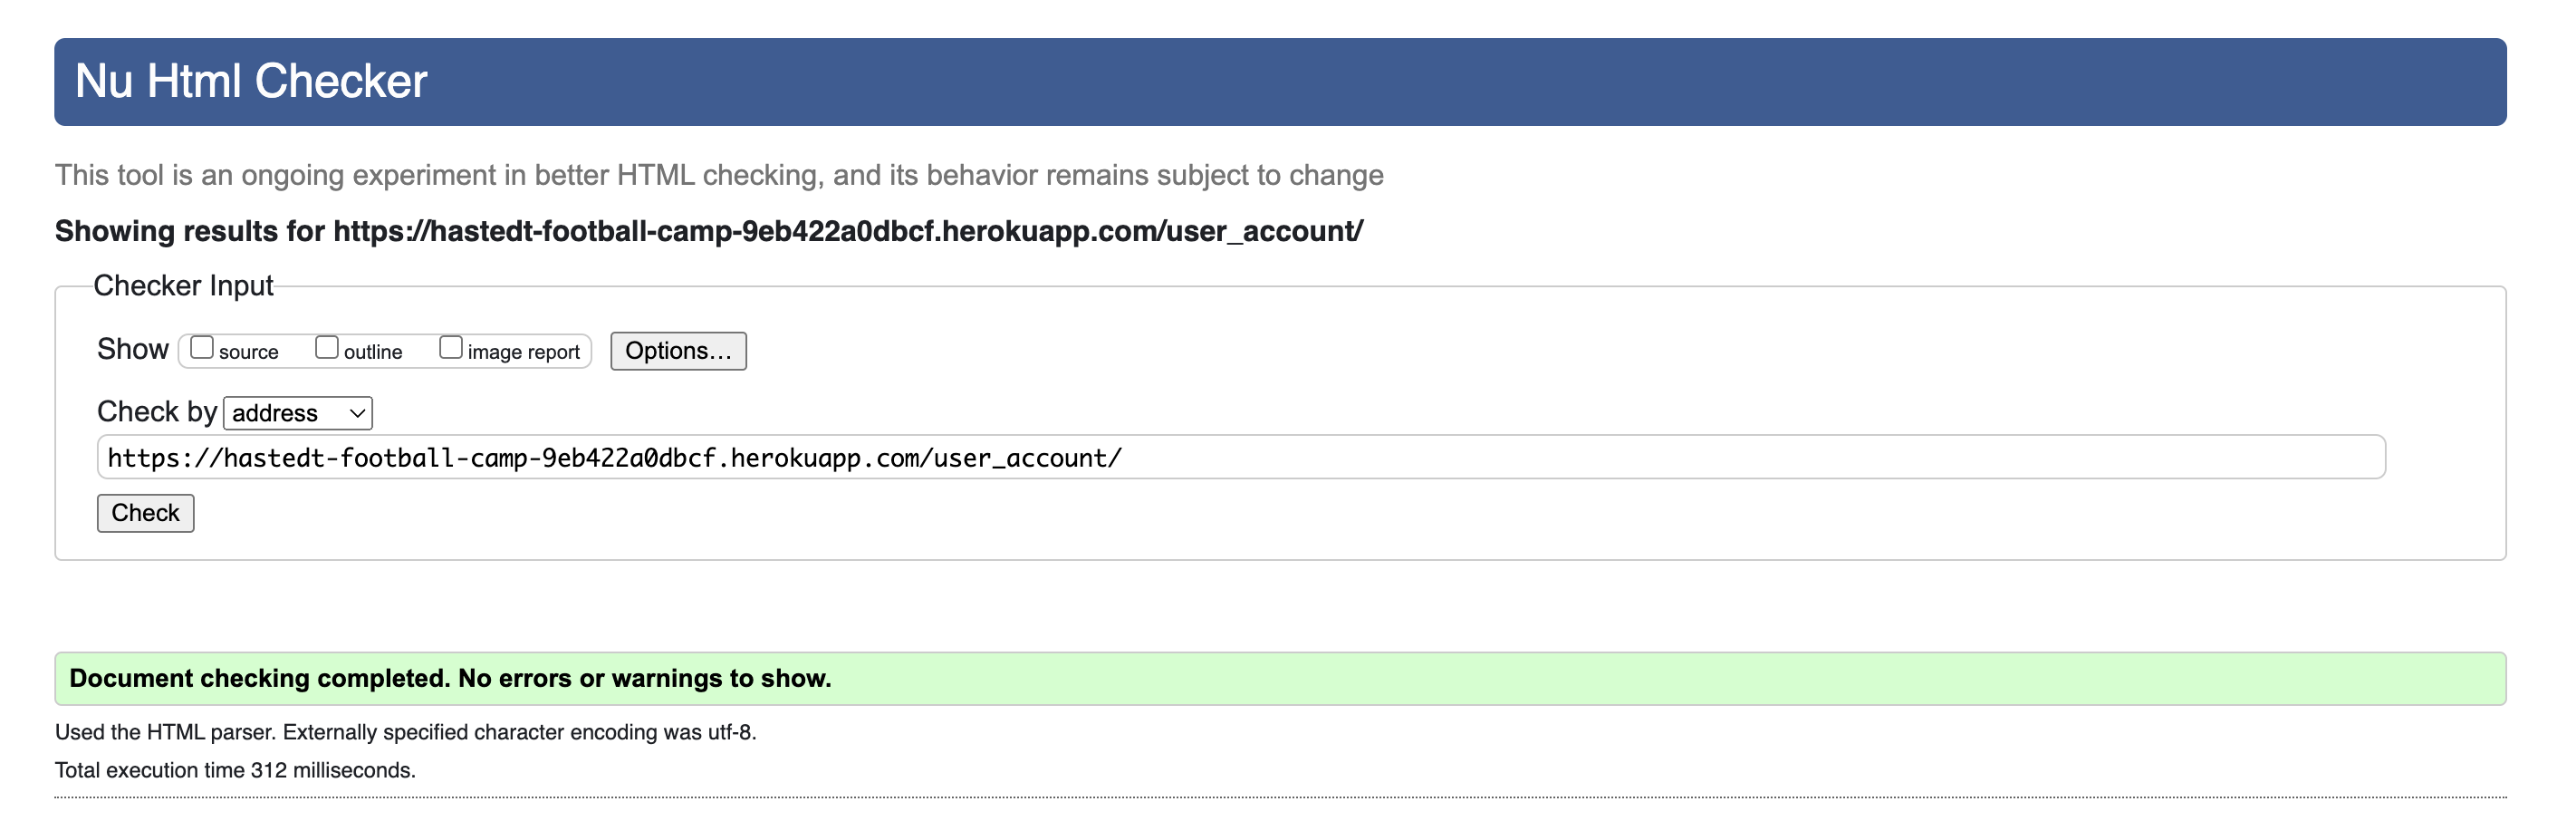 Nu Html Checker
This tool is an ongoing experiment in better HTML checking, and its behavior remains subject to change
Showing results for https://hastedt-football-camp-9eb422a0dbcf.herokuapp.com/user_account/
Checker Input
Show source outline image report Options...
Check by address
https://hastedt-football-camp-9eb422a0dbcf.herokuapp.com/user_account/
Check
Document checking completed. No errors or warnings to show.
Used the HTML parser. Externally specified character encoding was utf-8.
Total execution time 312 milliseconds.